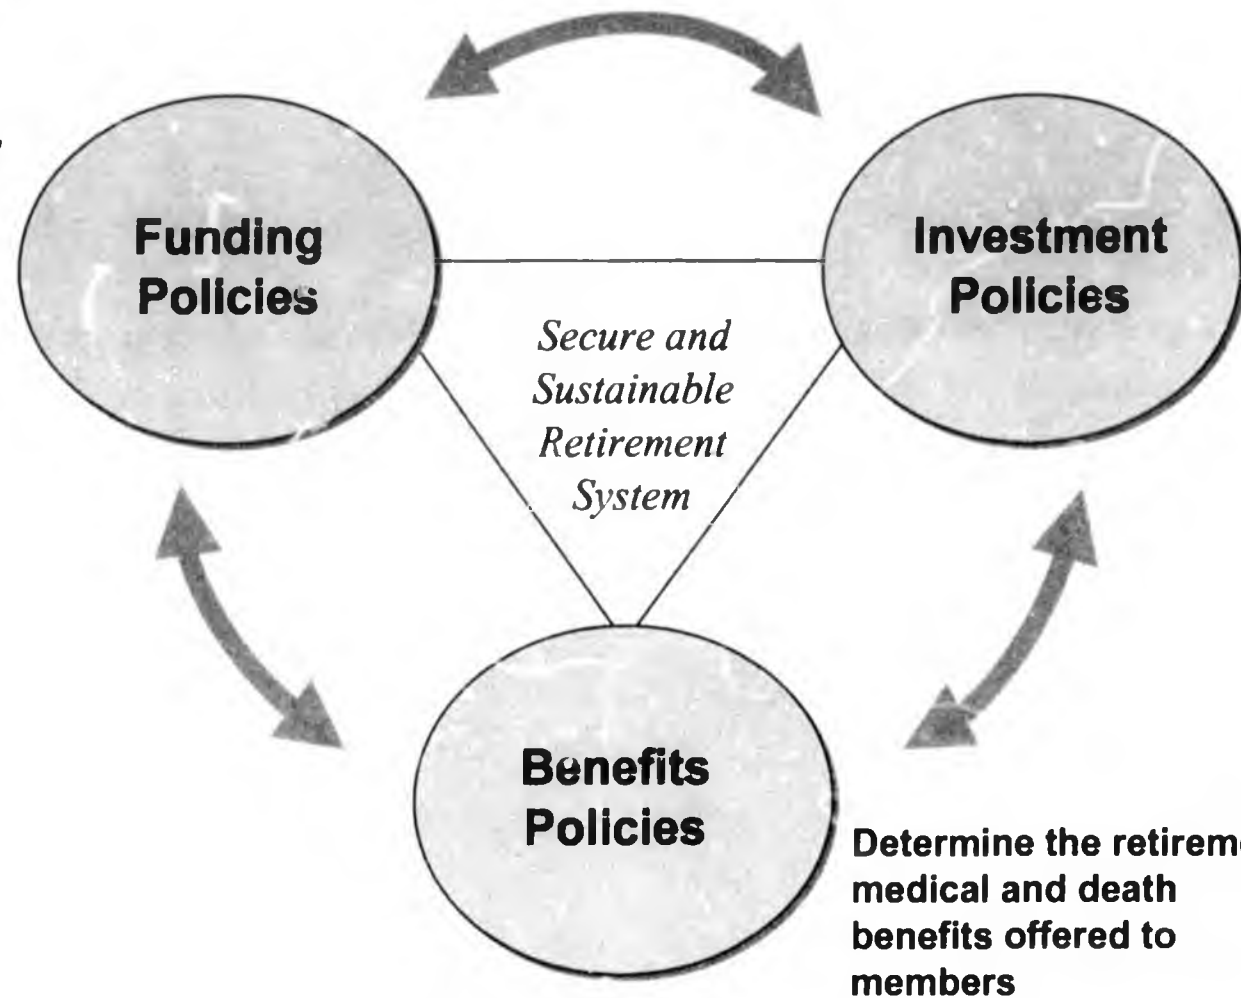 Funding
Policies
Investment
Policies
Secure and
Sustainable
Retirement
System
Benefits
Policies
Determine the
medical and death
benefits offered to
members